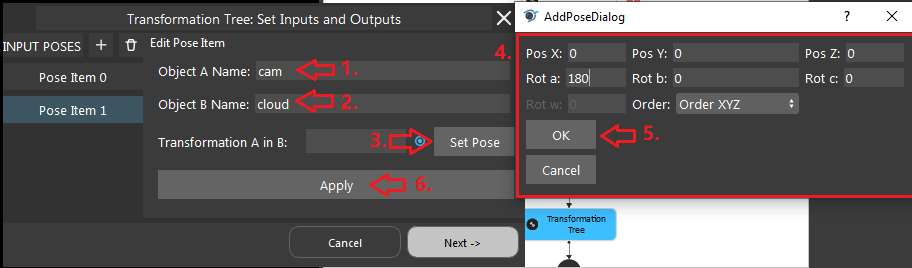 Transformation Tree: Set Inputs and Outputs
INPUT POSES +
Edit Pose Item
Pose Item 0
Pose Item 1
Object A Name: cam 1.
Object B Name: cloud 2.
Transformation A in B: 3. Set Pose
Apply 6.
Cancel Next ->
4.
AddPoseDialog ?
Pos X: 0 Pos Y: 0 Pos Z: 0
Rot a: 180 Rot b: 0 Rot c: 0
Rot w: 0 Order: Order XYZ
OK 5.
Cancel
Transformation
Tree